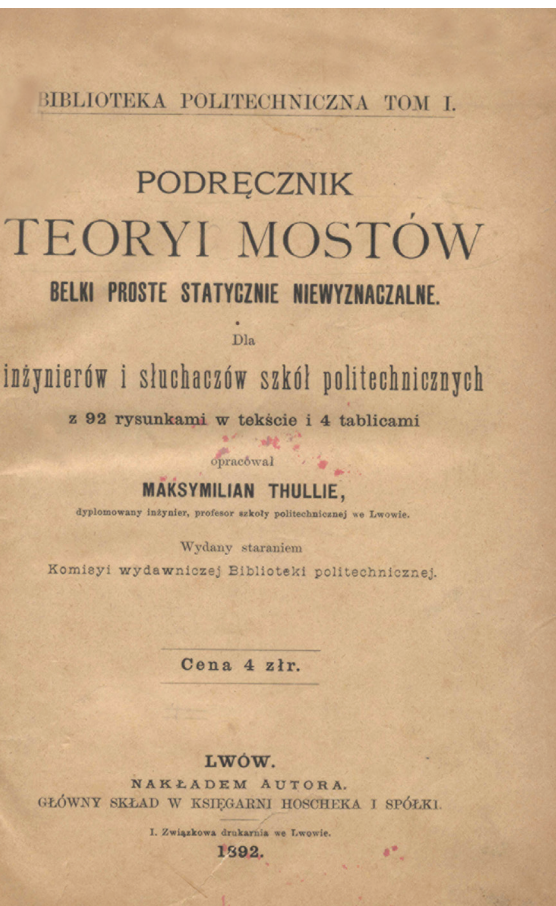 BIBLIOTEKA POLITECHNICZNA TOM I.
PODRĘCZNIK
TEORYI MOSTÓW
BELKI PROSTE STATYCZNIE NIEWYZNACZALNE.
Dla
inżynierów i słuchaczów szkół politechnicznych
z 92 rysunkami w tekście i 4 tablicami
opracował
MAKSYMILIAN THULLIE,
dyplomowany inżynier, profesor szkoły politechnicznej we Lwowie.
Wydany staraniem
Komisyi wydawniczej Biblioteki politechnicznej.
Cena 4 złr.
LWÓW.
NAKŁADEM AUTORA.
GŁÓWNY SKŁAD W KSIĘGARNI HOSCHEKA I SPÓŁKI.
I. Związkowa drukarnia we Lwowie.
1892.